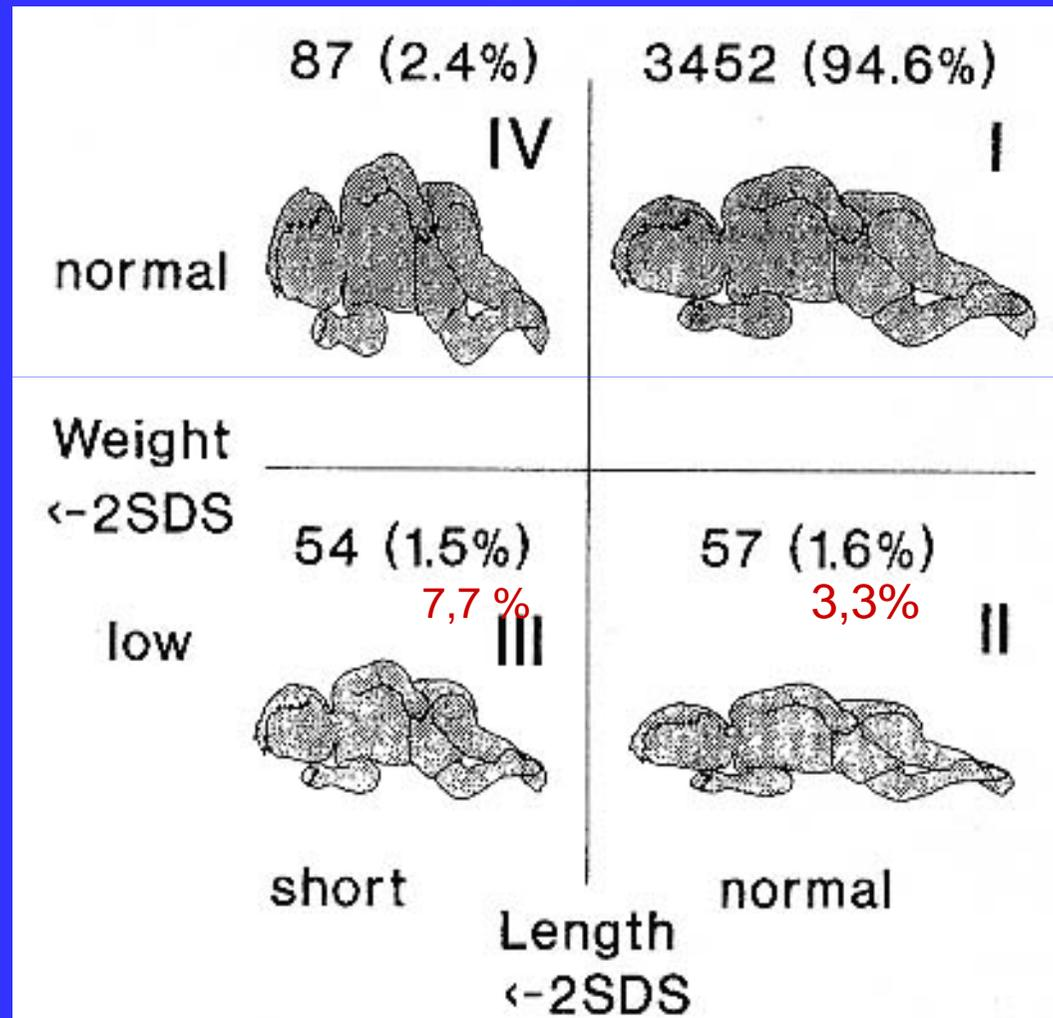 87 (2.4%)
3452 (94.6%)
IV
I
normal
Weight
<-2SDS
54 (1.5%)
57 (1.6%)
7,7 %
3,3%
low
III
II
short
normal
Length
<-2SDS